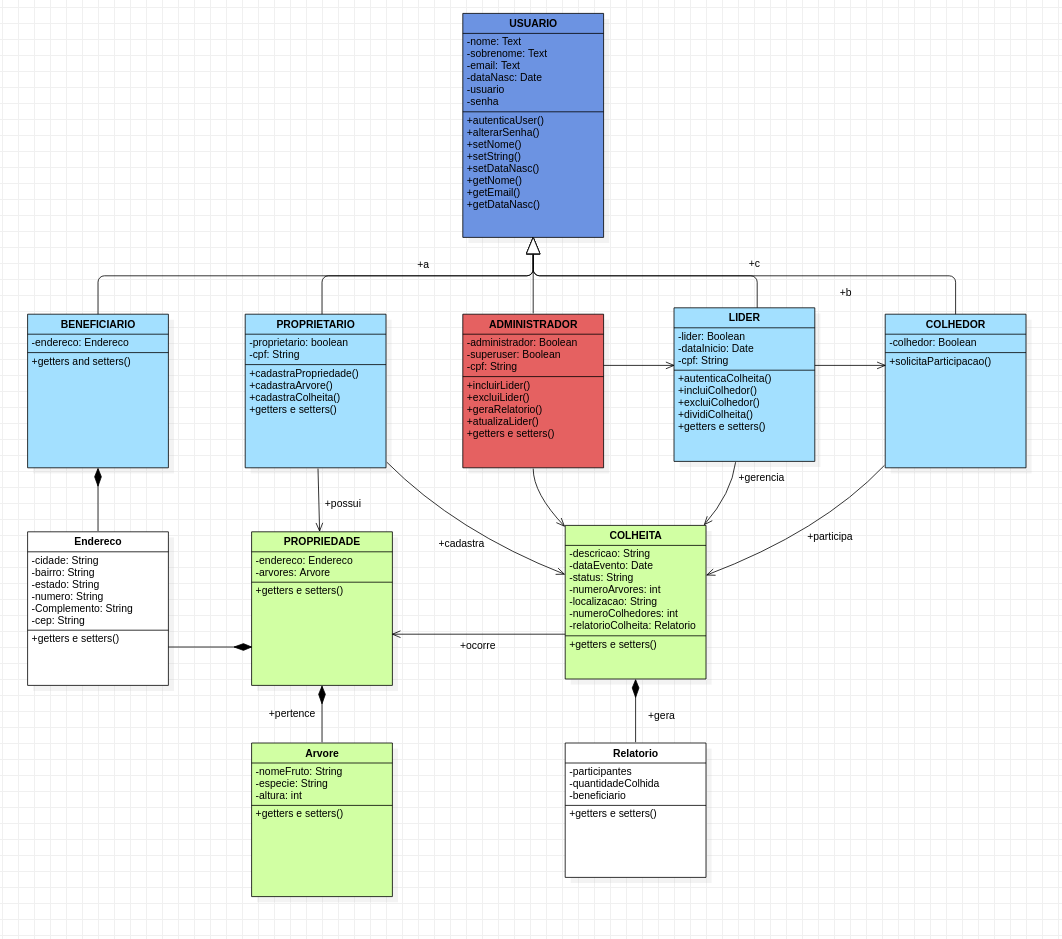 USUARIO
-nome: Text
-sobrenome: Text
-email: Text
-dataNasc: Date
-usuario
-senha
+autenticaUser()
+alterarSenha()
+setNome()
+setString()
+setDataNasc()
+getNome()
+getEmail()
+getDataNasc()
+a
+c
+b
BENEFICIARIO
-endereco: Endereco
+getters and setters()
PROPRIETARIO
-proprietario: boolean
-cpf: String
+cadastraPropriedade()
+cadastraArvore()
+cadastraColheita()
+getters e setters()
ADMINISTRADOR
-administrador: Boolean
-superuser: Boolean
-cpf: String
+incluirLider()
+excluiLider()
+geraRelatorio()
+atualizaLider()
+getters e setters()
LIDER
-lider: Boolean
-dataInicio: Date
-cpf: String
+autenticaColheita()
+incluiColhedor()
+excluiColhedor()
+dividiColheita()
+getters e setters()
COLHEDOR
-colhedor: Boolean
+solicitaParticipacao()
+possui
+cadastra
+gerencia
+participa
Endereco
-cidade: String
-bairro: String
-estado: String
-numero: String
-Complemento: String
-cep: String
+getters e setters()
PROPRIEDADE
-endereco: Endereco
-arvores: Arvore
+getters e setters()
COLHEITA
-descricao: String
-dataEvento: Date
-status: String
-numeroArvores: int
-localizacao: String
-numeroColhedores: int
-relatorioColheita: Relatorio
+getters e setters()
+ocorre
+pertence
+gera
Arvore
-nomeFruto: String
-especie: String
-altura: int
+getters e setters()
Relatorio
-participantes
-quantidadeColhida
-beneficiario
+getters e setters()